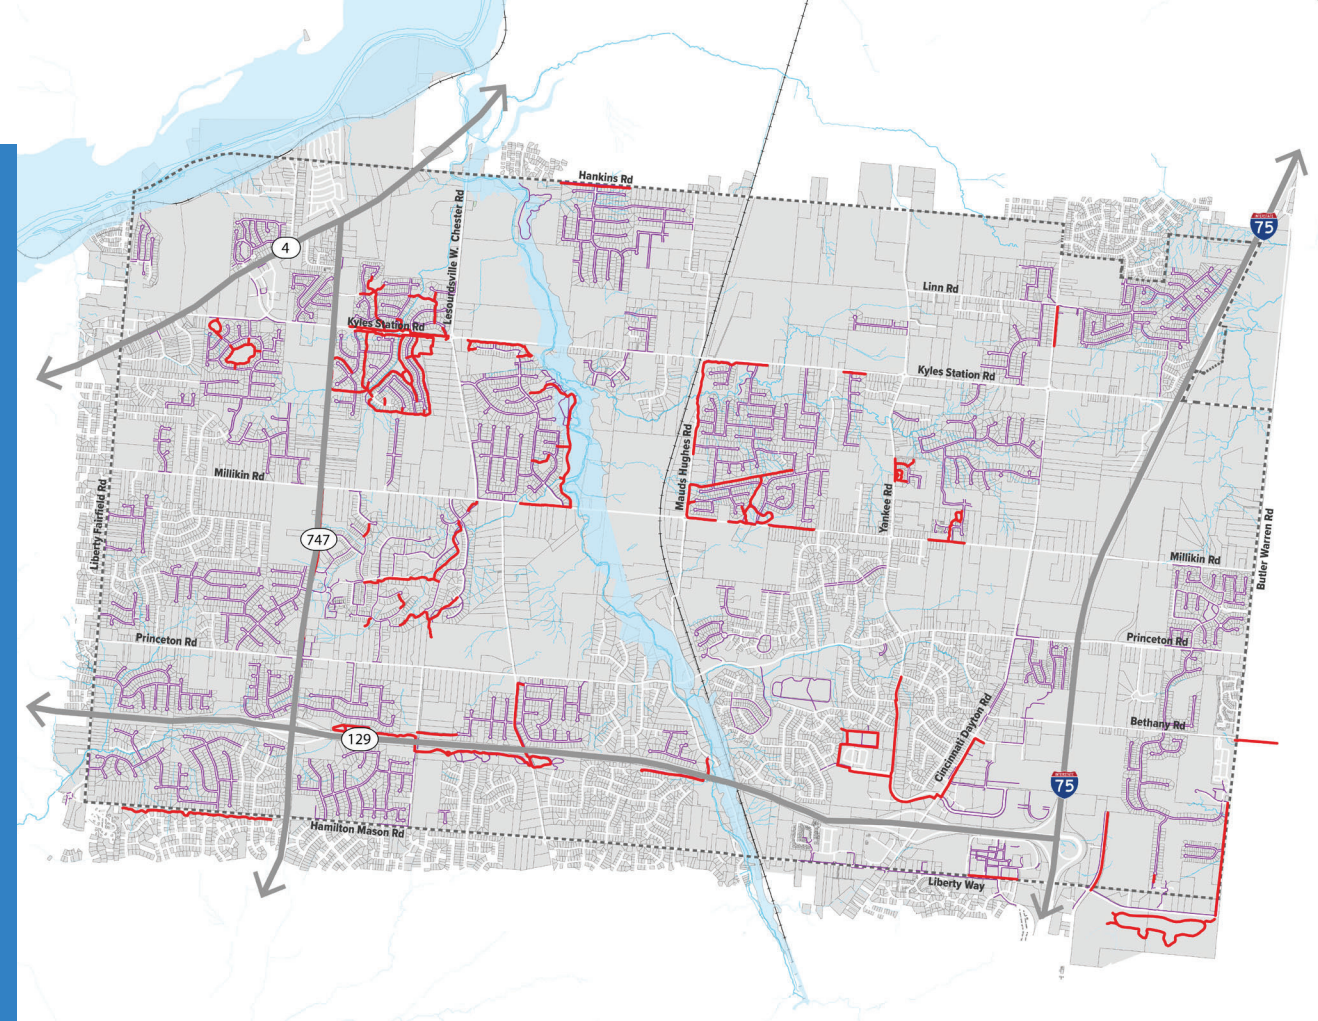 Hankins Rd
INTERSTATE
75
4
Lesourdsville W. Chester Rd
Linn Rd
Kyles Station Rd
Kyles Station Rd
Mauds Hughes Rd
Millikin Rd
Liberty Fairfield Rd
Yankee Rd
Butler Warren Rd
747
Millikin Rd
Princeton Rd
Princeton Rd
Cincinnati Dayton Rd
Bethany Rd
129
INTERSTATE
75
Hamilton Mason Rd
Liberty Way